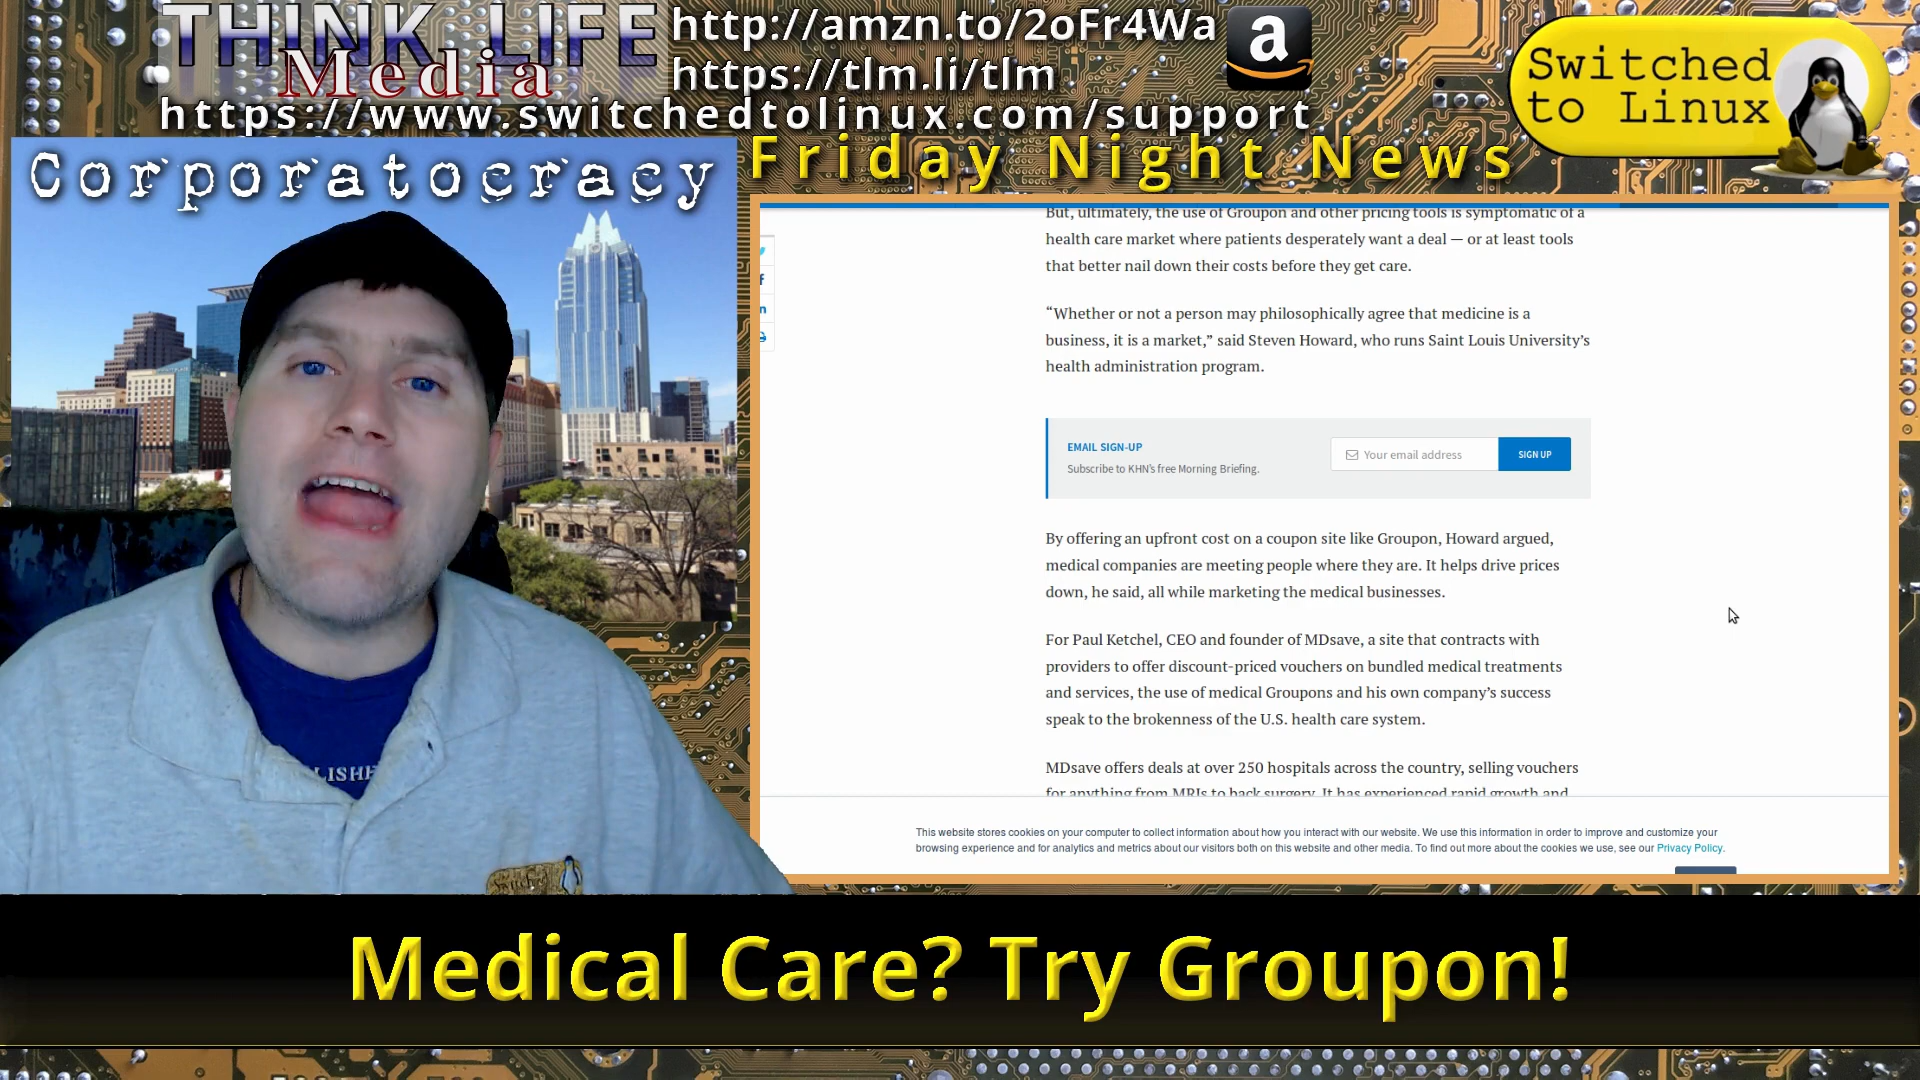 THINK LIFE
Media
http://amzn.to/2oFr4Wa
https://tlm.li/tlm
https://www.switchedtolinux.com/support
a
Switched
to Linux
Corporatocracy
Friday Night News
But, ultimately, the use of Groupon and other pricing tools is symptomatic of a
health care market where patients desperately want a deal — or at least tools
that better nail down their costs before they get care.
“Whether or not a person may philosophically agree that medicine is a
business, it is a market,” said Steven Howard, who runs Saint Louis University’s
health administration program.
EMAIL SIGN-UP
Subscribe to KHN's free Morning Briefing.
Your email address
SIGN UP
By offering an upfront cost on a coupon site like Groupon, Howard argued,
medical companies are meeting people where they are. It helps drive prices
down, he said, all while marketing the medical businesses.
For Paul Ketchel, CEO and founder of MDsave, a site that contracts with
providers to offer discount-priced vouchers on bundled medical treatments
and services, the use of medical Groupons and his own company’s success
speak to the brokenness of the U.S. health care system.
MDsave offers deals at over 250 hospitals across the country, selling vouchers
for anything from MRIs to back surgery. It has experienced rapid growth and
This website stores cookies on your computer to collect information about how you interact with our website. We use this information in order to improve and customize your
browsing experience and for analytics and metrics about our visitors both on this website and other media. To find out more about the cookies we use, see our Privacy Policy.
Medical Care? Try Groupon!